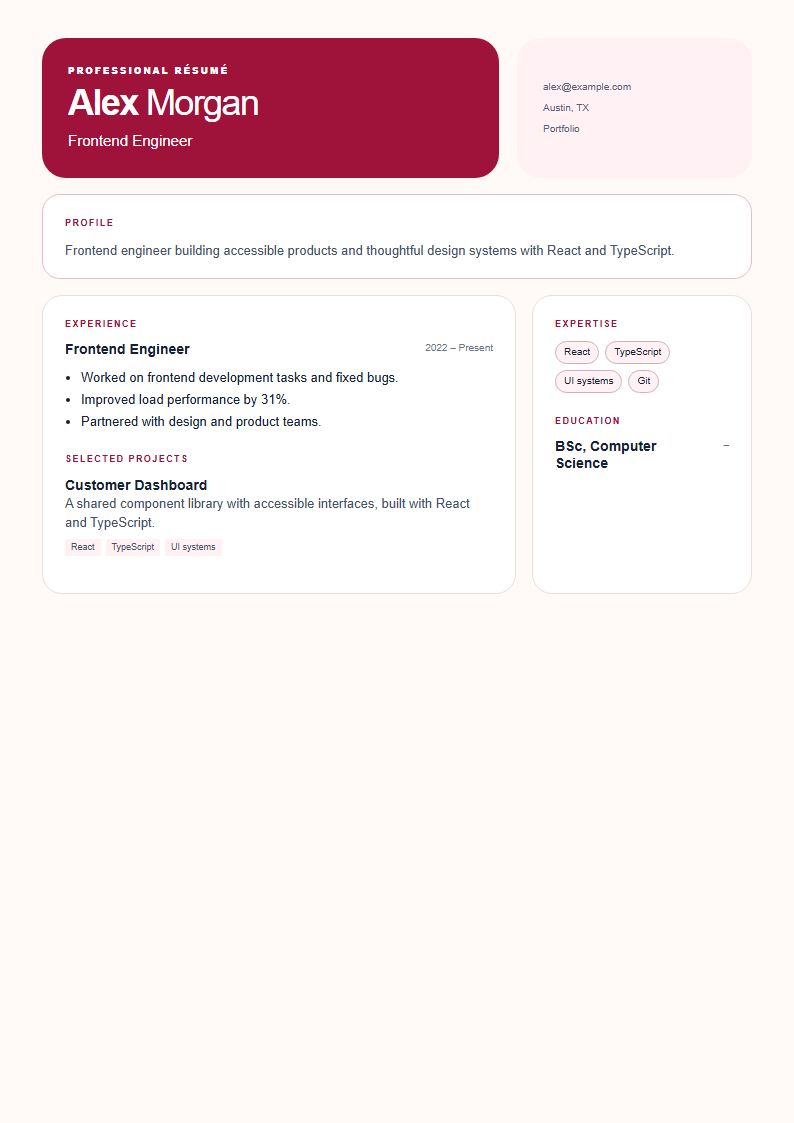 PROFESSIONAL RÉSUMÉ
Alex Morgan
Frontend Engineer
alex@example.com
Austin, TX
Portfolio
PROFILE
Frontend engineer building accessible products and thoughtful design systems with React and TypeScript.
EXPERIENCE
Frontend Engineer 2022 – Present
• Worked on frontend development tasks and fixed bugs.
• Improved load performance by 31%.
• Partnered with design and product teams.
SELECTED PROJECTS
Customer Dashboard
A shared component library with accessible interfaces, built with React
and TypeScript.
React TypeScript UI systems
EXPERTISE
React TypeScript
UI systems Git
EDUCATION
BSc, Computer –
Science